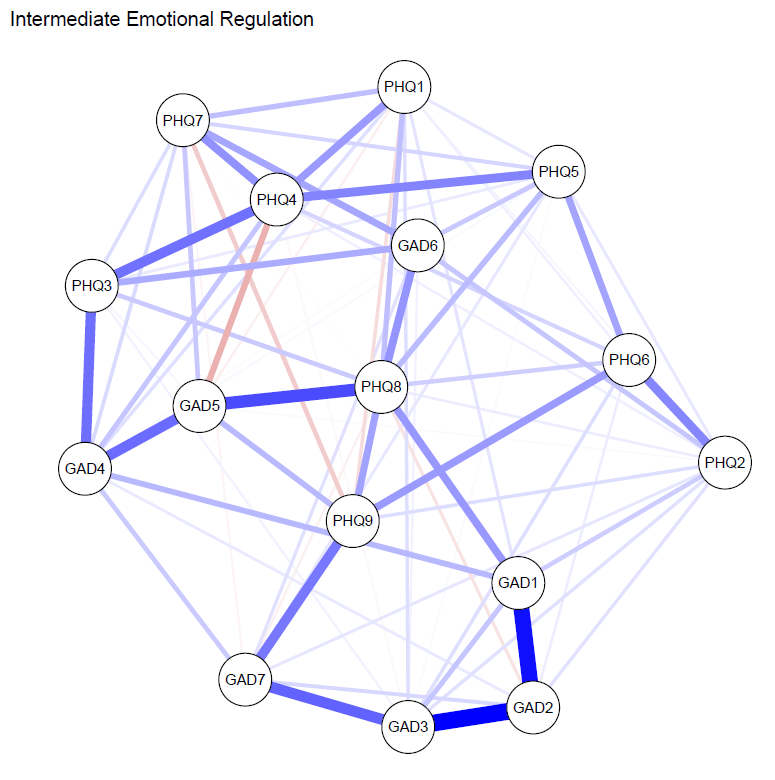 Intermediate Emotional Regulation
PHQ1
PHQ7
PHQ5
PHQ4
GAD6
PHQ3
PHQ6
PHQ8
GAD5
PHQ2
GAD4
PHQ9
GAD1
GAD7
GAD2
GAD3